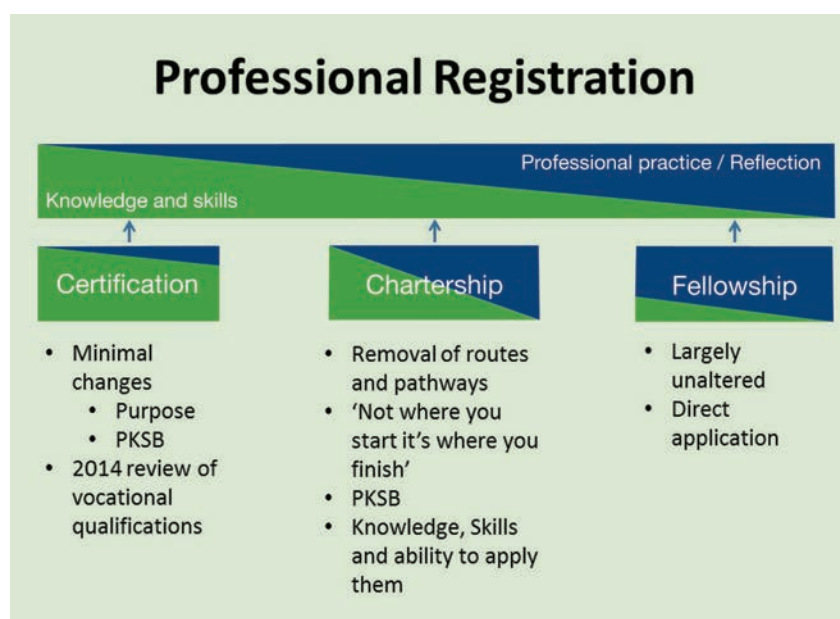 Professional Registration
Professional practice / Reflection
Knowledge and skills
Certification
• Minimal
changes
• Purpose
• PKSB
• 2014 review of
vocational
qualifications
Chartership
• Removal of routes
and pathways
• ‘Not where you
start it’s where you
finish’
• PKSB
• Knowledge, Skills
and ability to apply
them
Fellowship
• Largely
unaltered
• Direct
application